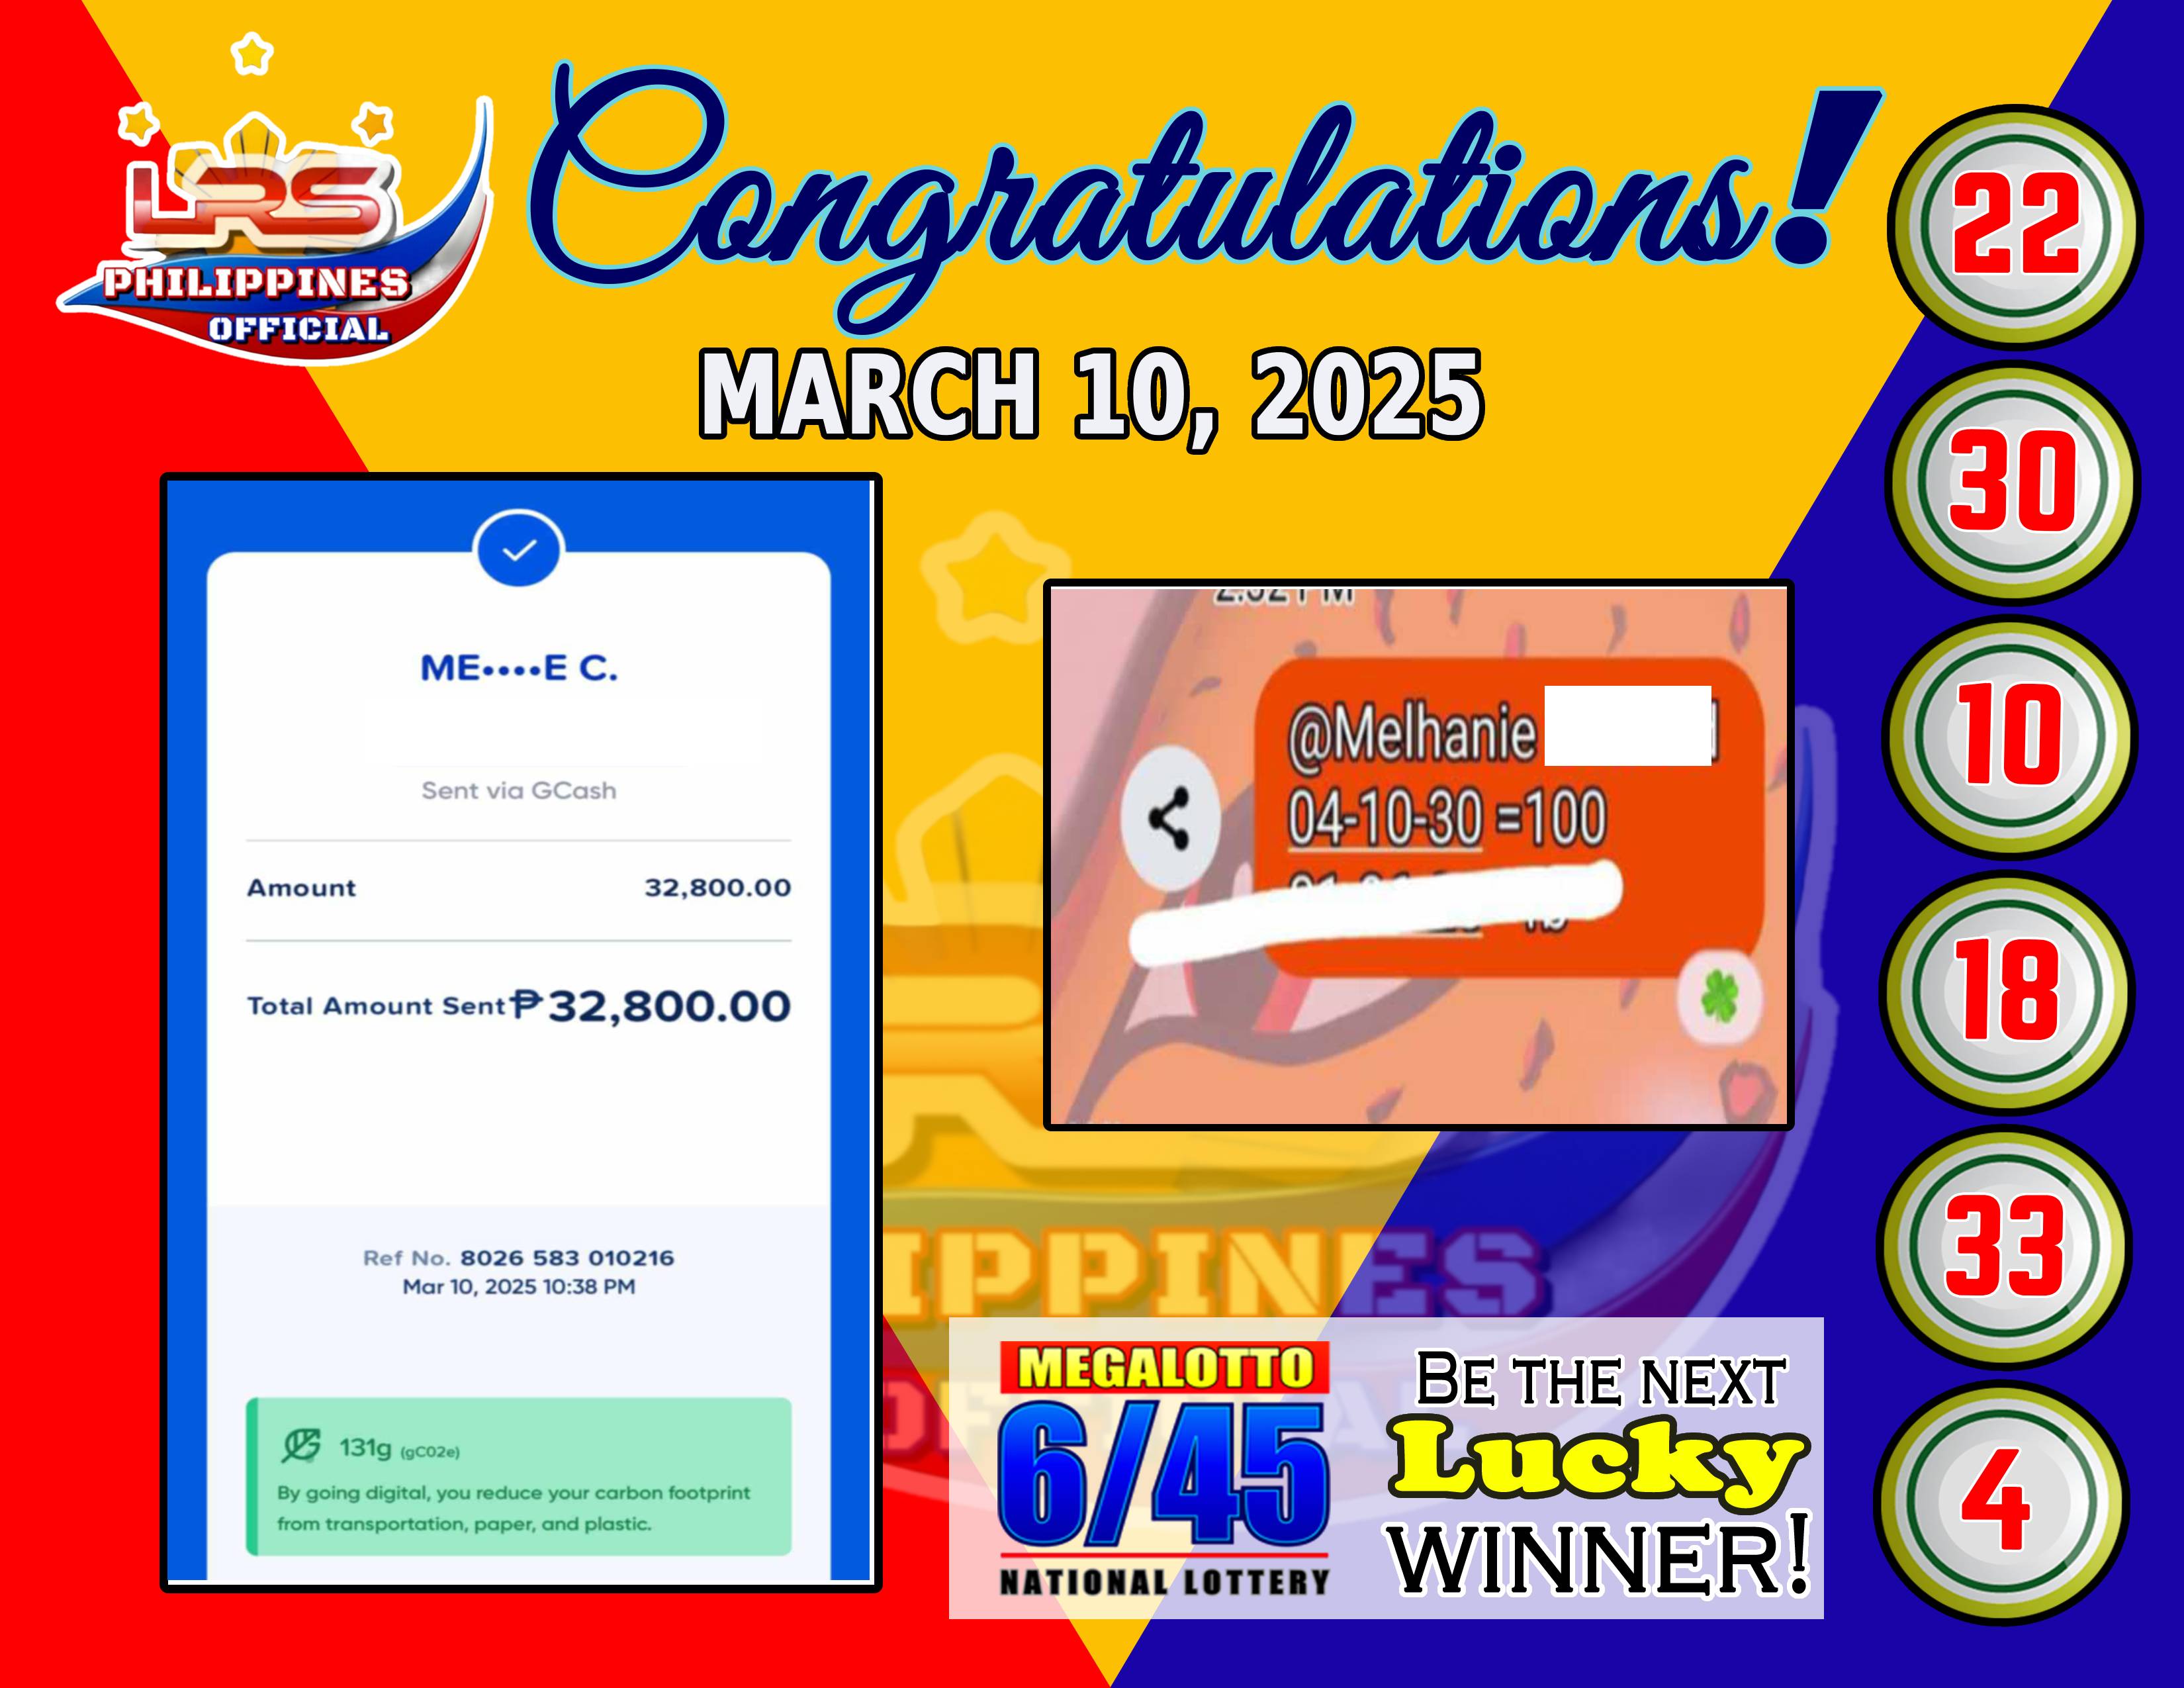 LRS
PHILIPPINES
OFFICIAL
Congratulations!
MARCH 10, 2025
ME••••E C.
Sent via GCash
Amount 32,800.00
Total Amount Sent ₱32,800.00
Ref No. 8026 583 010216
Mar 10, 2025 10:38 PM
131g (gC02e)
By going digital, you reduce your carbon footprint
from transportation, paper, and plastic.
@Melhanie
04-10-30 =100
MEGALOTTO
6/45
NATIONAL LOTTERY
BE THE NEXT
Lucky
WINNER!
22
30
10
18
33
4